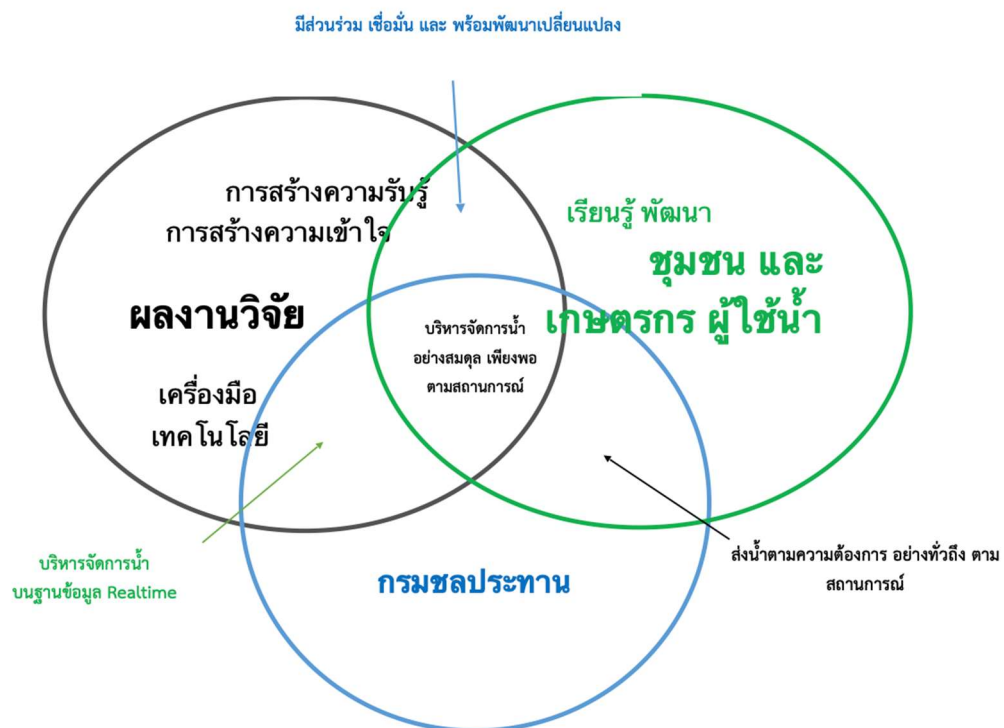 มีส่วนร่วม เชื่อมั่น และ พร้อมพัฒนาเปลี่ยนแปลง
การสร้างความรับรู้
การสร้างความเข้าใจ
ผลงานวิจัย
เครื่องมือ
เทคโนโลยี
เรียนรู้ พัฒนา
ชุมชน และ
เกษตรกร ผู้ใช้น้ำ
บริหารจัดการน้ำ
อย่างสมดุล เพียงพอ
ตามสถานการณ์
บริหารจัดการน้ำ
บนฐานข้อมูล Realtime
กรมชลประทาน
ส่งน้ำตามความต้องการ อย่างทั่วถึง ตาม
สถานการณ์